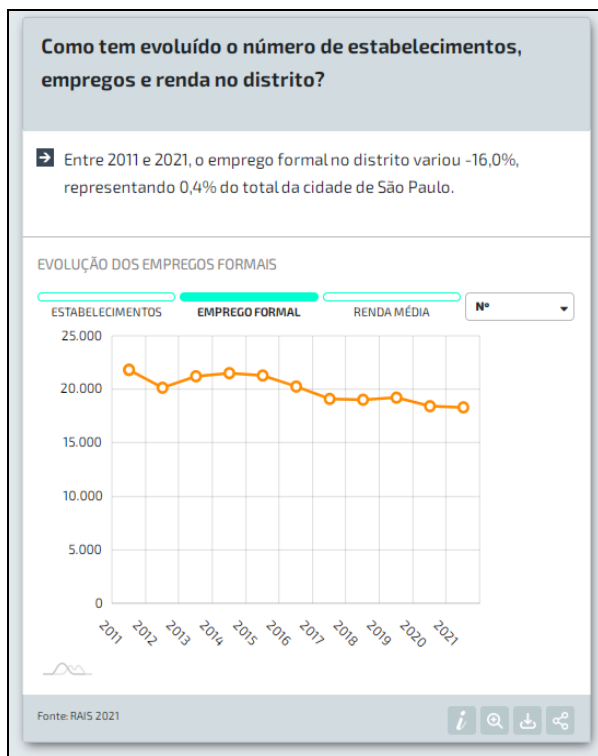 Como tem evoluído o número de estabelecimentos,
empregos e renda no distrito?
Entre 2011 e 2021, o emprego formal no distrito variou -16,0%,
representando 0,4% do total da cidade de São Paulo.
EVOLUÇÃO DOS EMPREGOS FORMAIS
ESTABELECIMENTOS EMPREGO FORMAL RENDA MÉDIA Nº
25.000
20.000
15.000
10.000
5.000
0
2011 2012 2013 2014 2015 2016 2017 2018 2019 2020 2021
Fonte: RAIS 2021